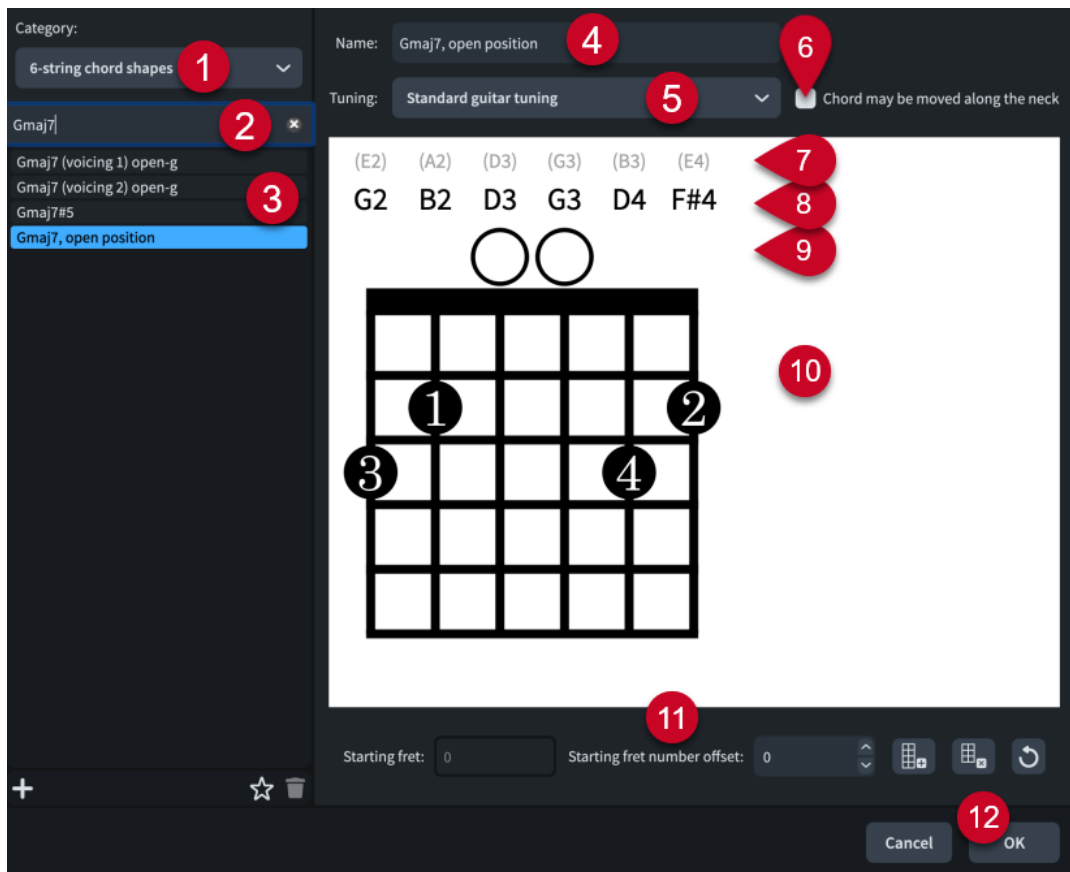 Category:
6-string chord shapes 1
Gmaj7 2
Gmaj7 (voicing 1) open-g
Gmaj7 (voicing 2) open-g
3
Gmaj7#5
Gmaj7, open position
Name: Gmaj7, open position 4
6
Tuning: Standard guitar tuning 5 Chord may be moved along the neck
(E2) (A2) (D3) (G3) (B3) (E4) 7
G2 B2 D3 G3 D4 F#4 8
9
10
1 2
3 4
11
Starting fret: 0 Starting fret number offset: 0
12
Cancel OK